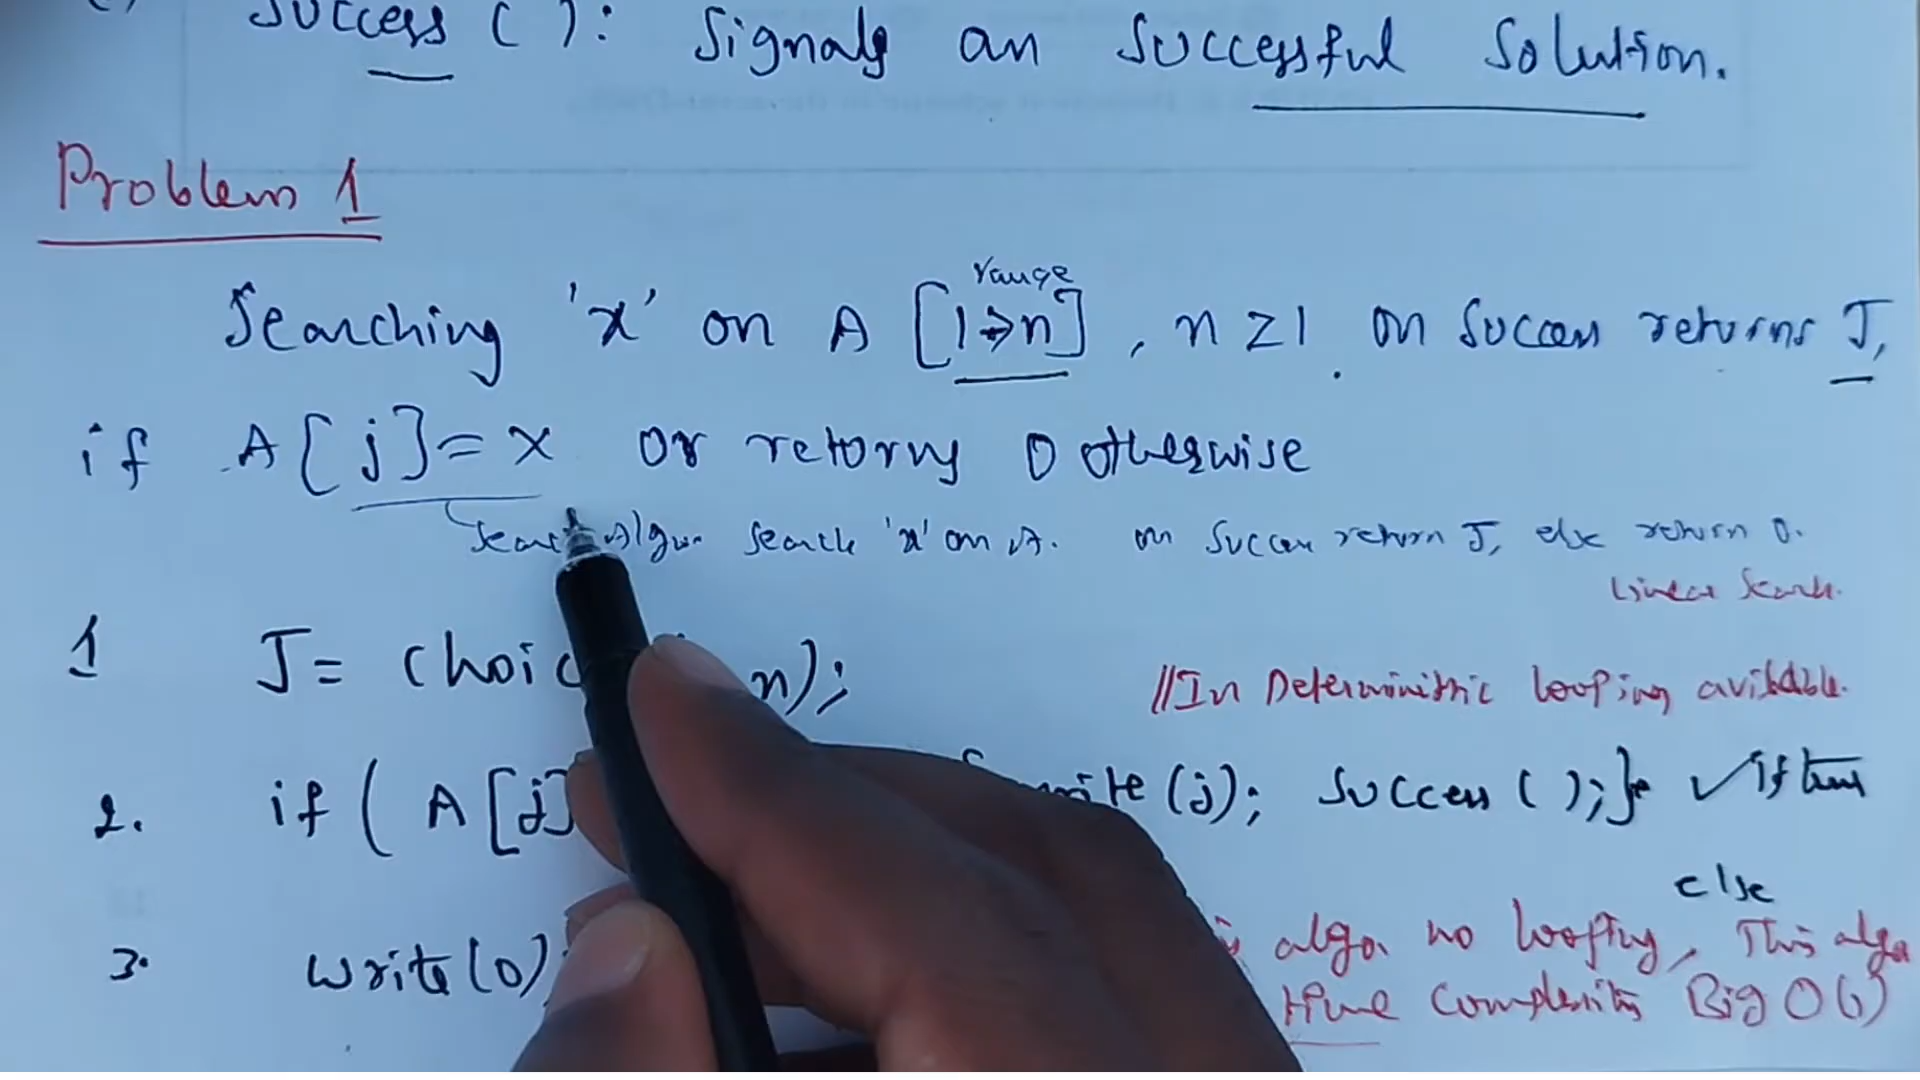 Success ( ): Signals an Successful Solution.
Problem 1
range
Searching 'x' on A [1→n], n ≥ 1 on Success returns J,
if A[j]= x or returns 0 otherwise
Search Algo Search 'x' on A. on Success return J, else return 0.
Linear Search.
1 J= Choic n);
//In Deterministic looping
2. if ( A[j] write (j); Success ( );} ✓ if true
else
algo. no looping, This algo
3. write(0);
time Complexity Big O(1)